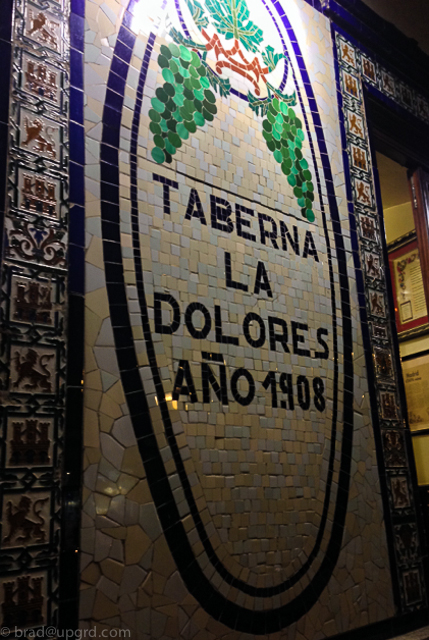 TABERNA
LA
DOLORES
AÑO 1908
© brad@upgrd.com